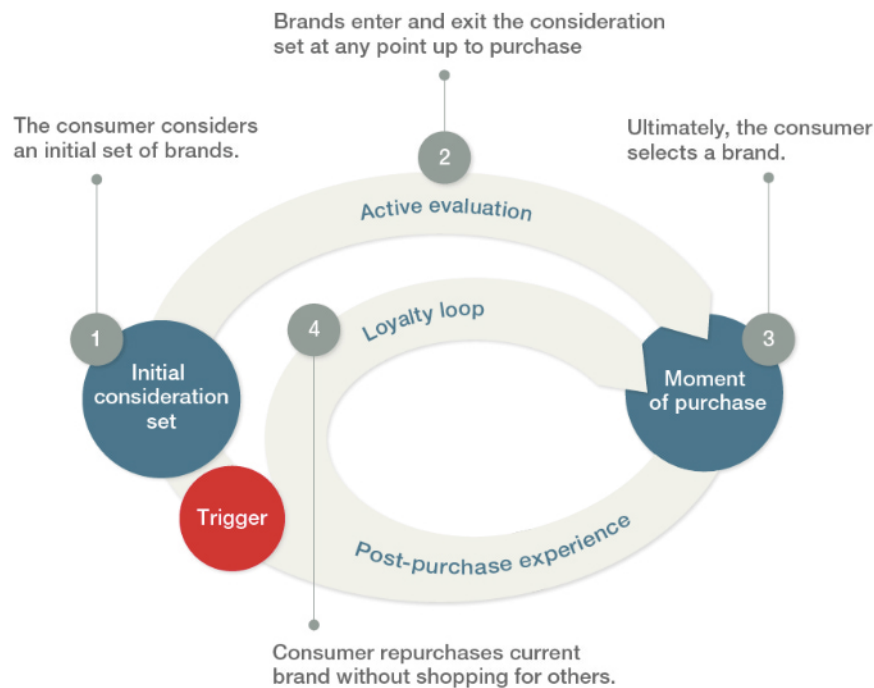 Brands enter and exit the consideration
set at any point up to purchase
The consumer considers
an initial set of brands.
Ultimately, the consumer
selects a brand.
2
Active evaluation
1
4
Loyalty loop
3
Initial
consideration
set
Moment
of purchase
Trigger
Post-purchase experience
Consumer repurchases current
brand without shopping for others.